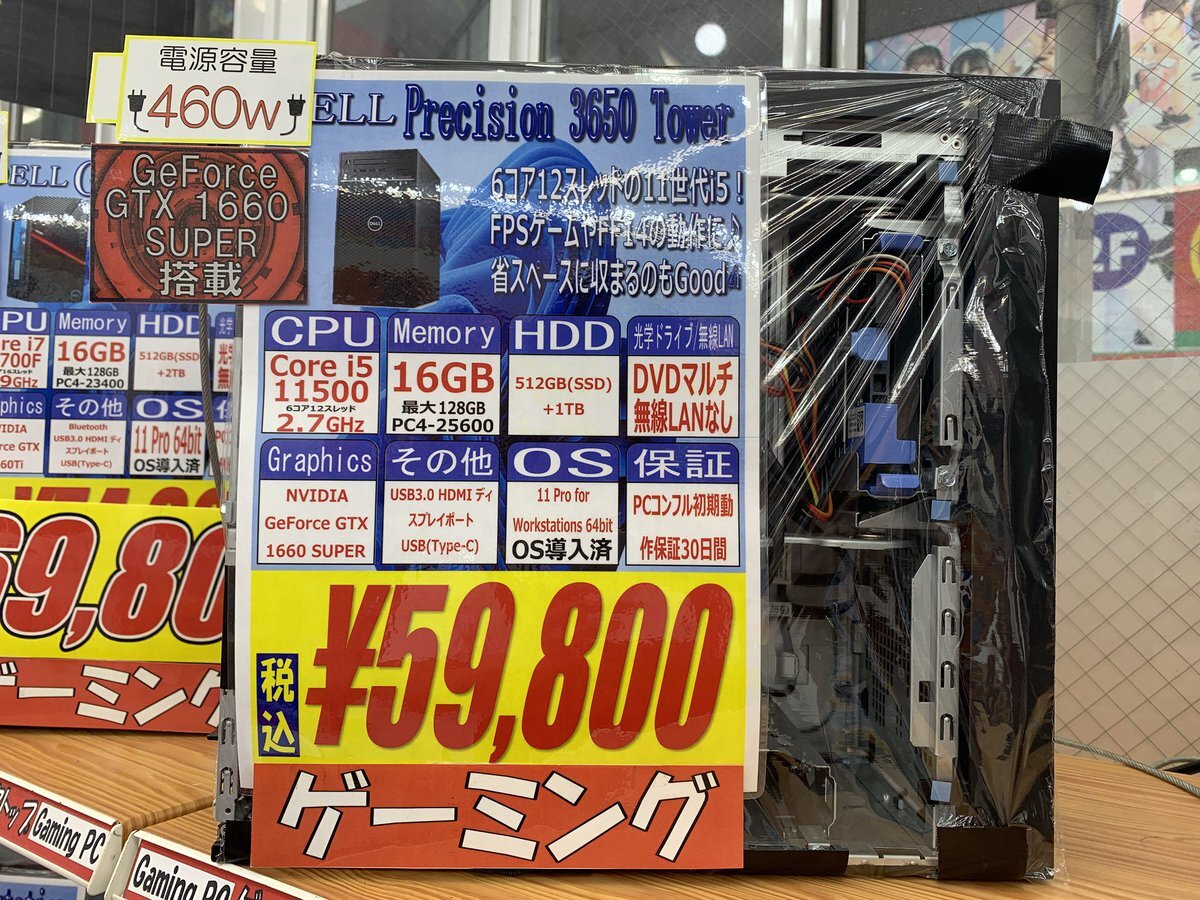 電源容量
460w
GeForce
GTX 1660
SUPER
搭載
ELL Precision 3650 Tower
6コア12スレッドの11世代i5!
FPSゲームやFF14の動作に♪
省スペースに収まるのもGood
DELL
CPU
Core i5
11500
6コア12スレッド
2.7GHz
Memory
16GB
最大128GB
PC4-25600
HDD
512GB(SSD)
+1TB
光学ドライブ/無線LAN
DVDマルチ
無線LANなし
Graphics
NVIDIA
GeForce GTX
1660 SUPER
その他
USB3.0 HDMI ディ
スプレイポート
USB(Type-C)
OS
11 Pro for
Workstations 64bit
OS導入済
保証
PCコンフル初期動
作保証30日間
税込
¥59,800
ゲーミング
ELL
PU
re i7
700F
9GHz
Memory
16GB
最大128GB
PC4-23400
HDD
512GB(SSD)
+2TB
aphics
VIDIA
rce GTX
60Ti
その他
Bluetooth
USB3.0 HDMI ディ
スプレイポート
USB(Type-C)
OS
11 Pro 64bit
OS導入済
69,80
ゲーミング
トップ Gaming PC
Gaming PC
2F